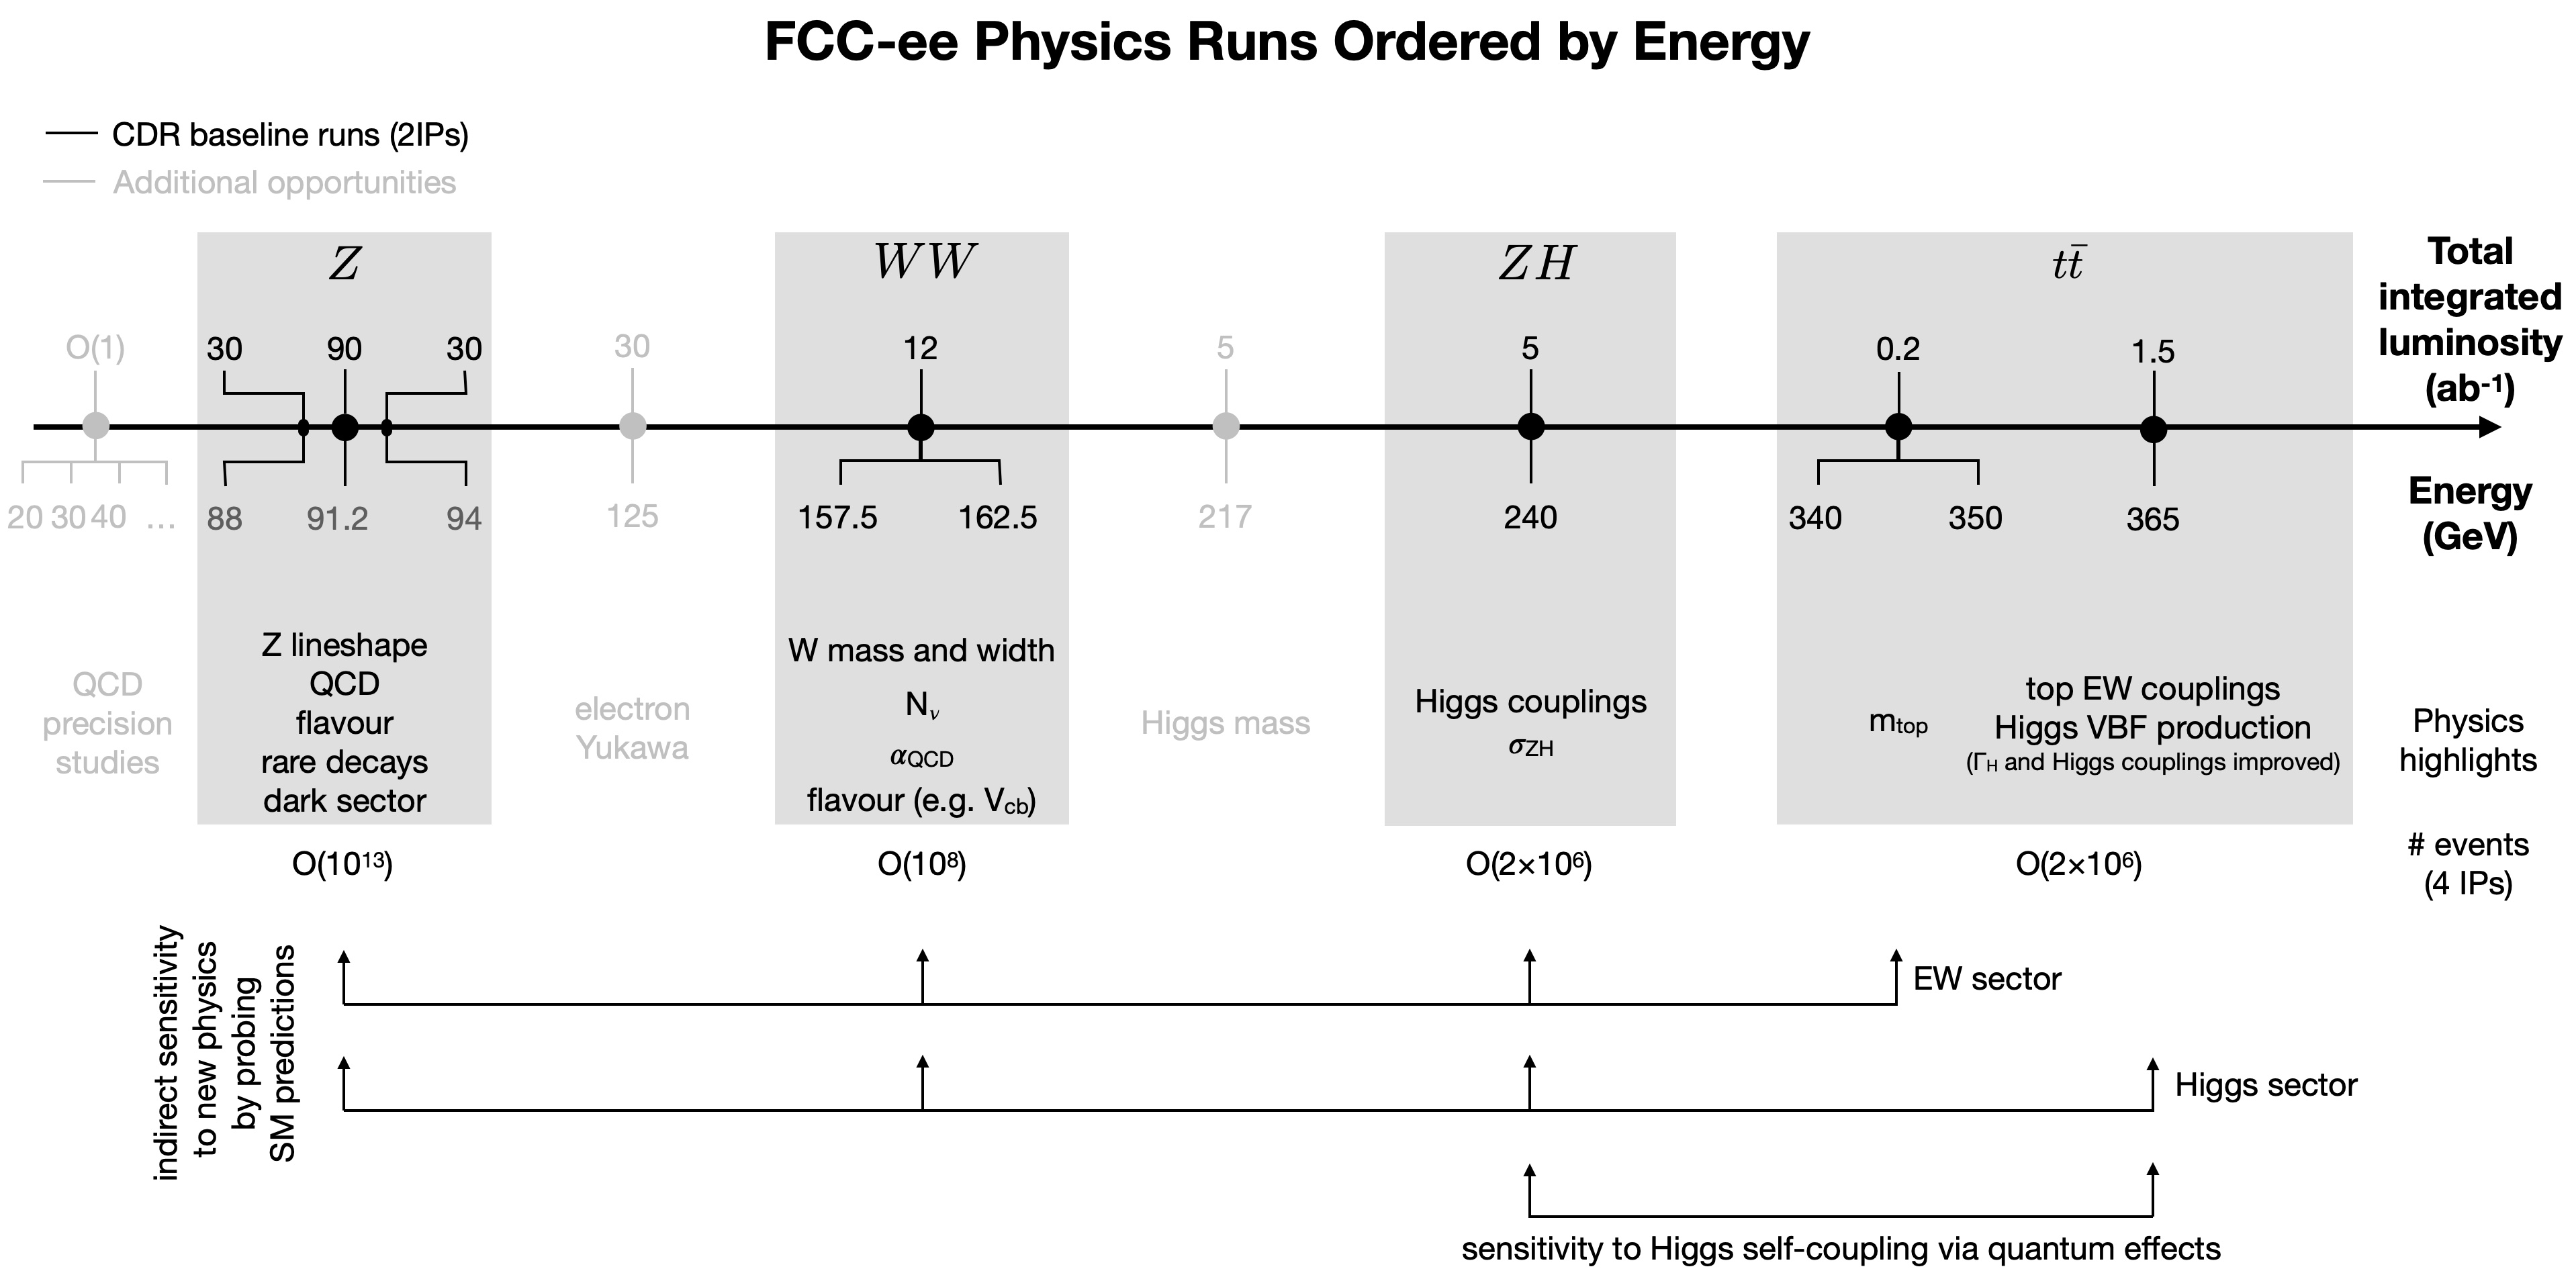 FCC-ee Physics Runs Ordered by Energy
CDR baseline runs (2IPs)
Additional opportunities
Z
WW
ZH
tt̄
Total
integrated
luminosity
(ab⁻¹)
O(1)
30
90
30
30
12
5
5
0.2
1.5
20 30 40 ...
88
91.2
94
125
157.5
162.5
217
240
340
350
365
Energy
(GeV)
QCD
precision
studies
Z lineshape
QCD
flavour
rare decays
dark sector
electron
Yukawa
W mass and width
Nᵥ
αQCD
flavour (e.g. Vcb)
Higgs mass
Higgs couplings
σZH
mtop
top EW couplings
Higgs VBF production
(ΓH and Higgs couplings improved)
Physics
highlights
O(10¹³)
O(10⁸)
O(2×10⁶)
O(2×10⁶)
# events
(4 IPs)
indirect sensitivity
to new physics
by probing
SM predictions
EW sector
Higgs sector
sensitivity to Higgs self-coupling via quantum effects